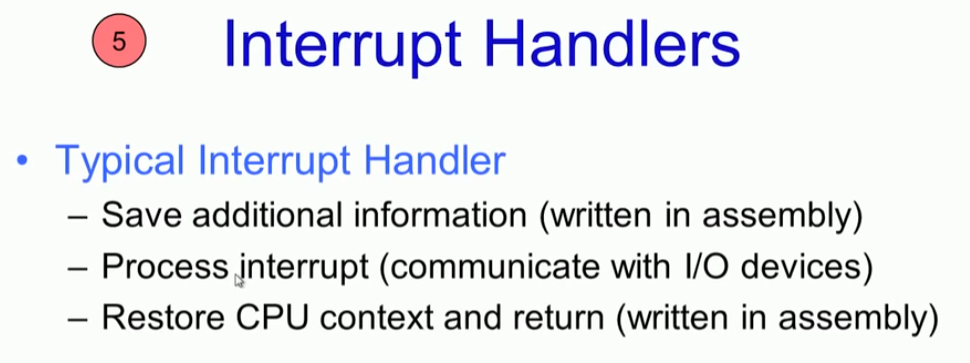 5
Interrupt Handlers
• Typical Interrupt Handler
– Save additional information (written in assembly)
– Process interrupt (communicate with I/O devices)
– Restore CPU context and return (written in assembly)